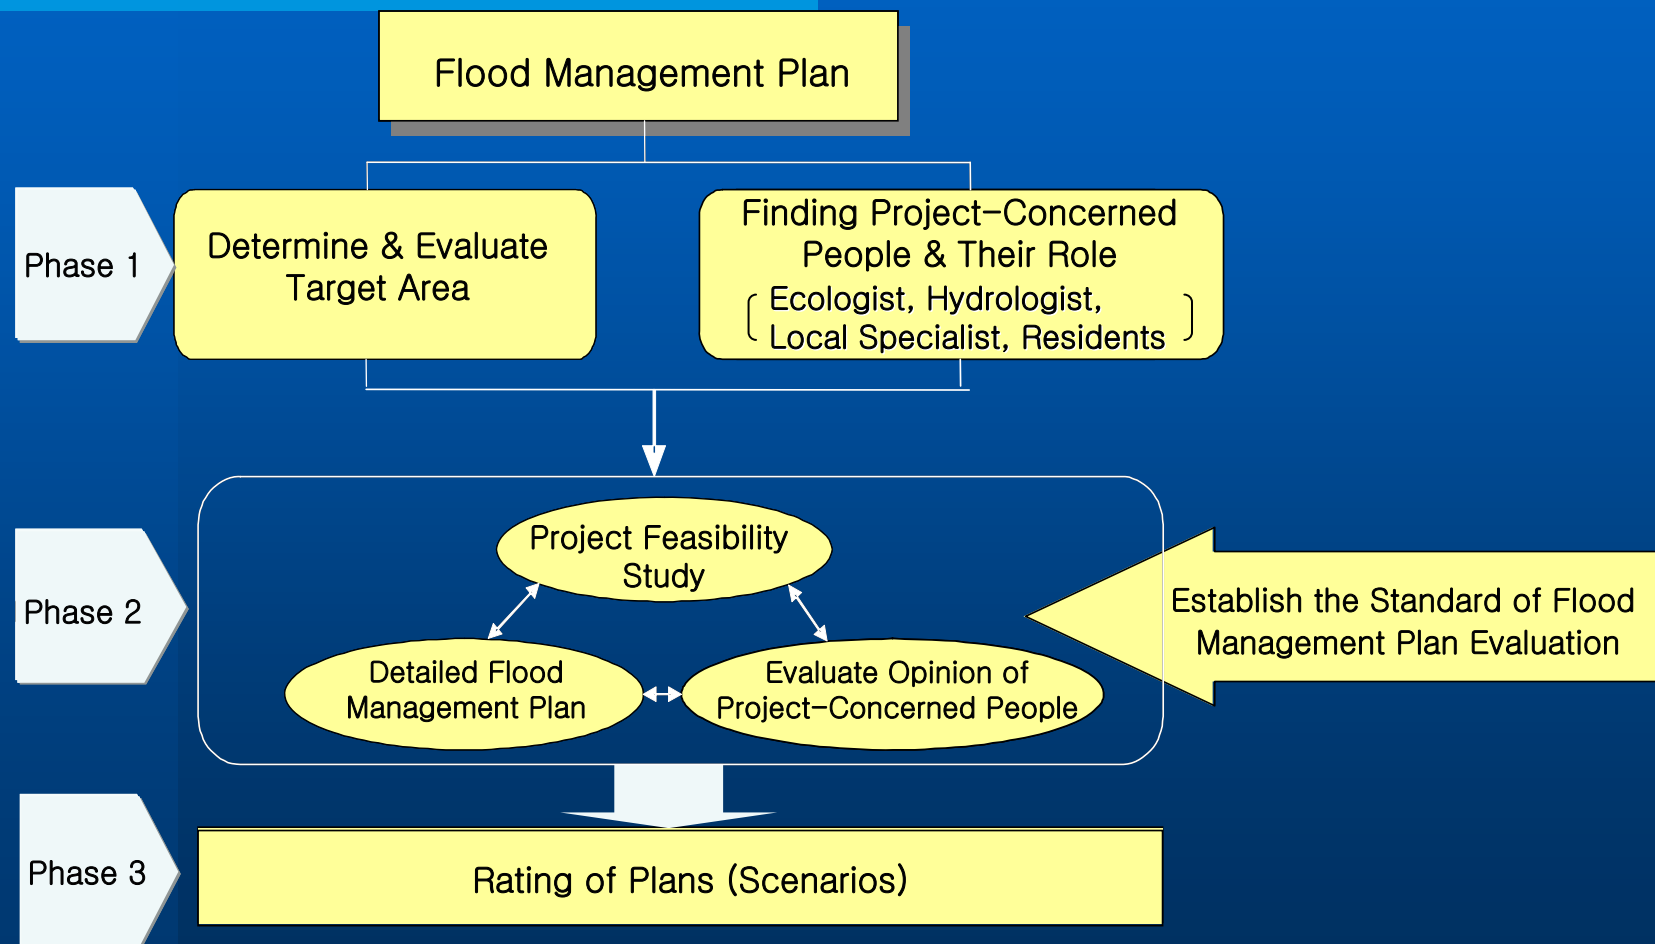 Flood Management Plan
Phase 1
Determine & Evaluate
Target Area
Finding Project-Concerned
People & Their Role
Ecologist, Hydrologist,
Local Specialist, Residents
Phase 2
Project Feasibility
Study
Detailed Flood
Management Plan
Evaluate Opinion of
Project-Concerned People
Establish the Standard of Flood
Management Plan Evaluation
Phase 3
Rating of Plans (Scenarios)